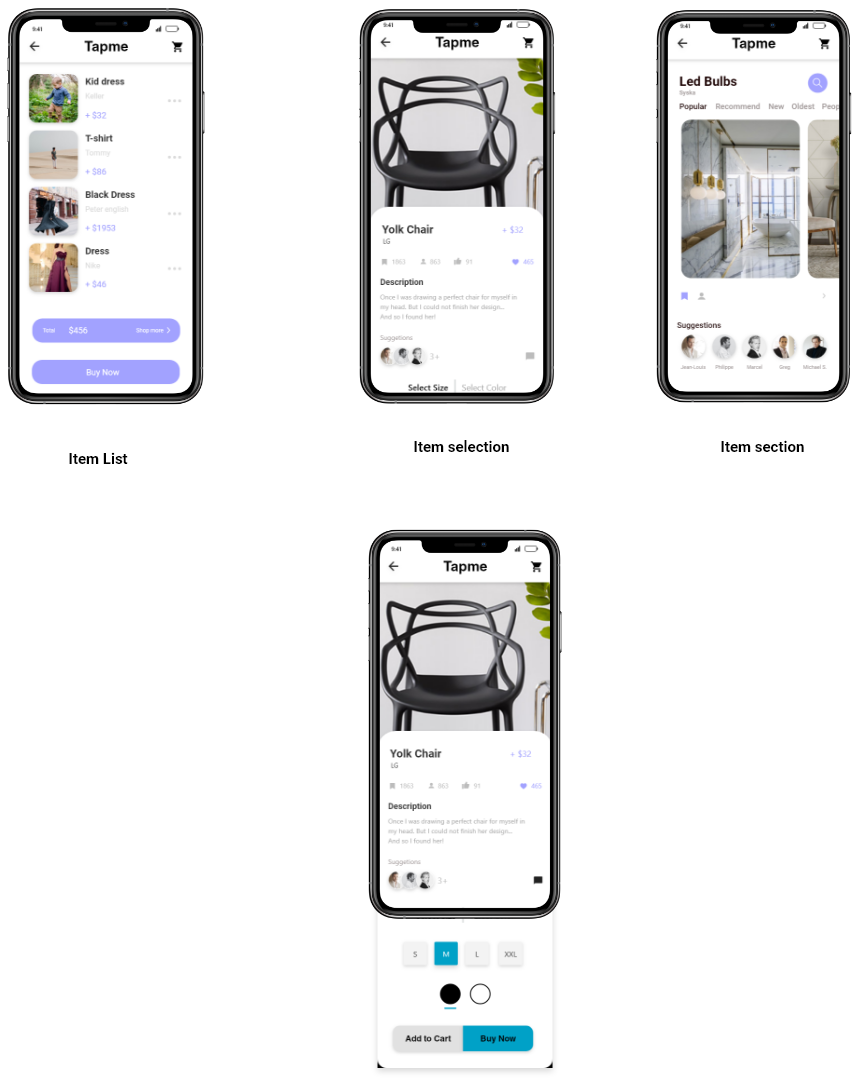 9:41
Tapme
Kid dress
+ $32
T-shirt
Tommy
+ $86
Black Dress
Peter english
+ $1953
Dress
Nike
+ $46
Total $456 Shop more
Buy Now
Item List
9:41
Tapme
Yolk Chair + $32
LG
1863 863 91 465
Description
Once I was drawing a perfect chair for myself in
my head. But I could not finish her design...
And so I found her!
Suggetions
3+
Select Size Select Color
Item selection
9:41
Tapme
Led Bulbs
Syska
Popular Recommend New Oldest Peop
Suggestions
Jean-Louis Philippe Marcel Greg Michael S.
Item section
9:41
Tapme
Yolk Chair + $32
LG
1863 863 91 465
Description
Once I was drawing a perfect chair for myself in
my head. But I could not finish her design...
And so I found her!
Suggetions
3+
S M L XXL
Add to Cart Buy Now